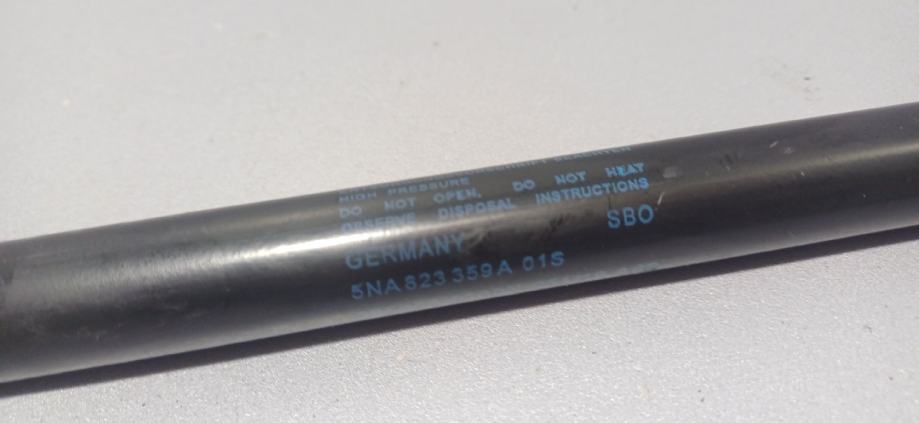 HIGH PRESSURE
DO NOT OPEN. DO NOT HEAT
OBSERVE DISPOSAL INSTRUCTIONS
GERMANY SBO
5NA 823 359 A 01S